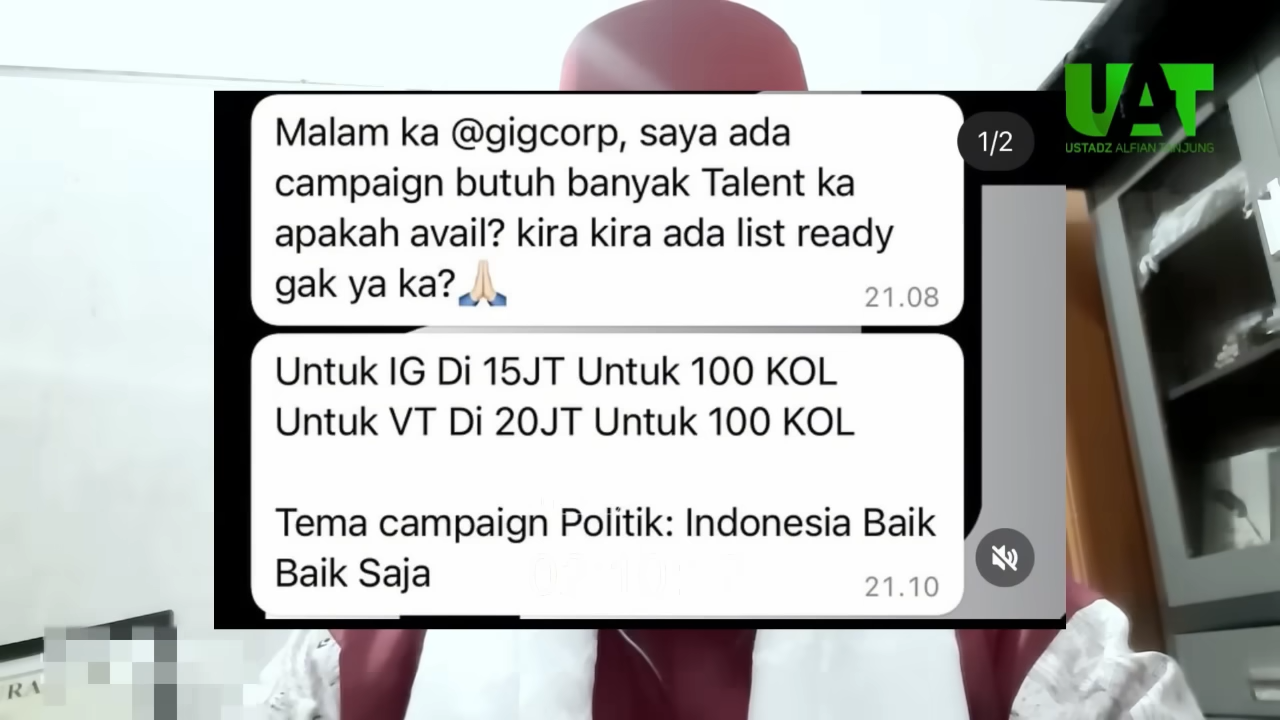 Malam ka @gigcorp, saya ada
campaign butuh banyak Talent ka
apakah avail? kira kira ada list ready
gak ya ka?🙏🏻
21.08
1/2
UAT
USTADZ ALFIAN TANJUNG
Untuk IG Di 15JT Untuk 100 KOL
Untuk VT Di 20JT Untuk 100 KOL
Tema campaign Politik: Indonesia Baik
Baik Saja
21.10
RA